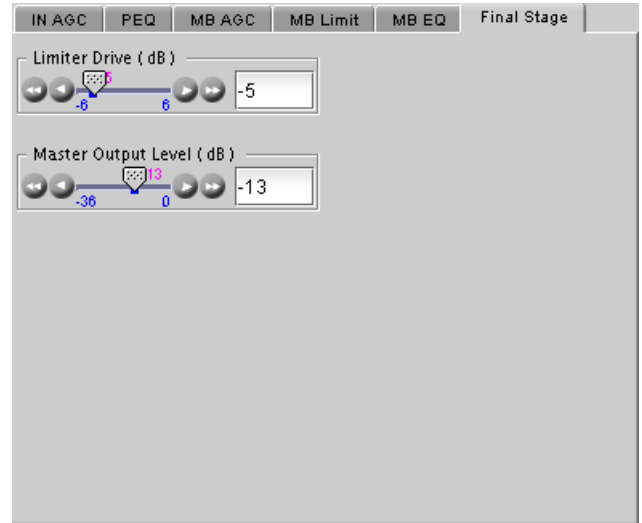 IN AGC PEQ MB AGC MB Limit MB EQ Final Stage
Limiter Drive ( dB )
5
-5
-6 6
Master Output Level ( dB )
13
-13
-36 0